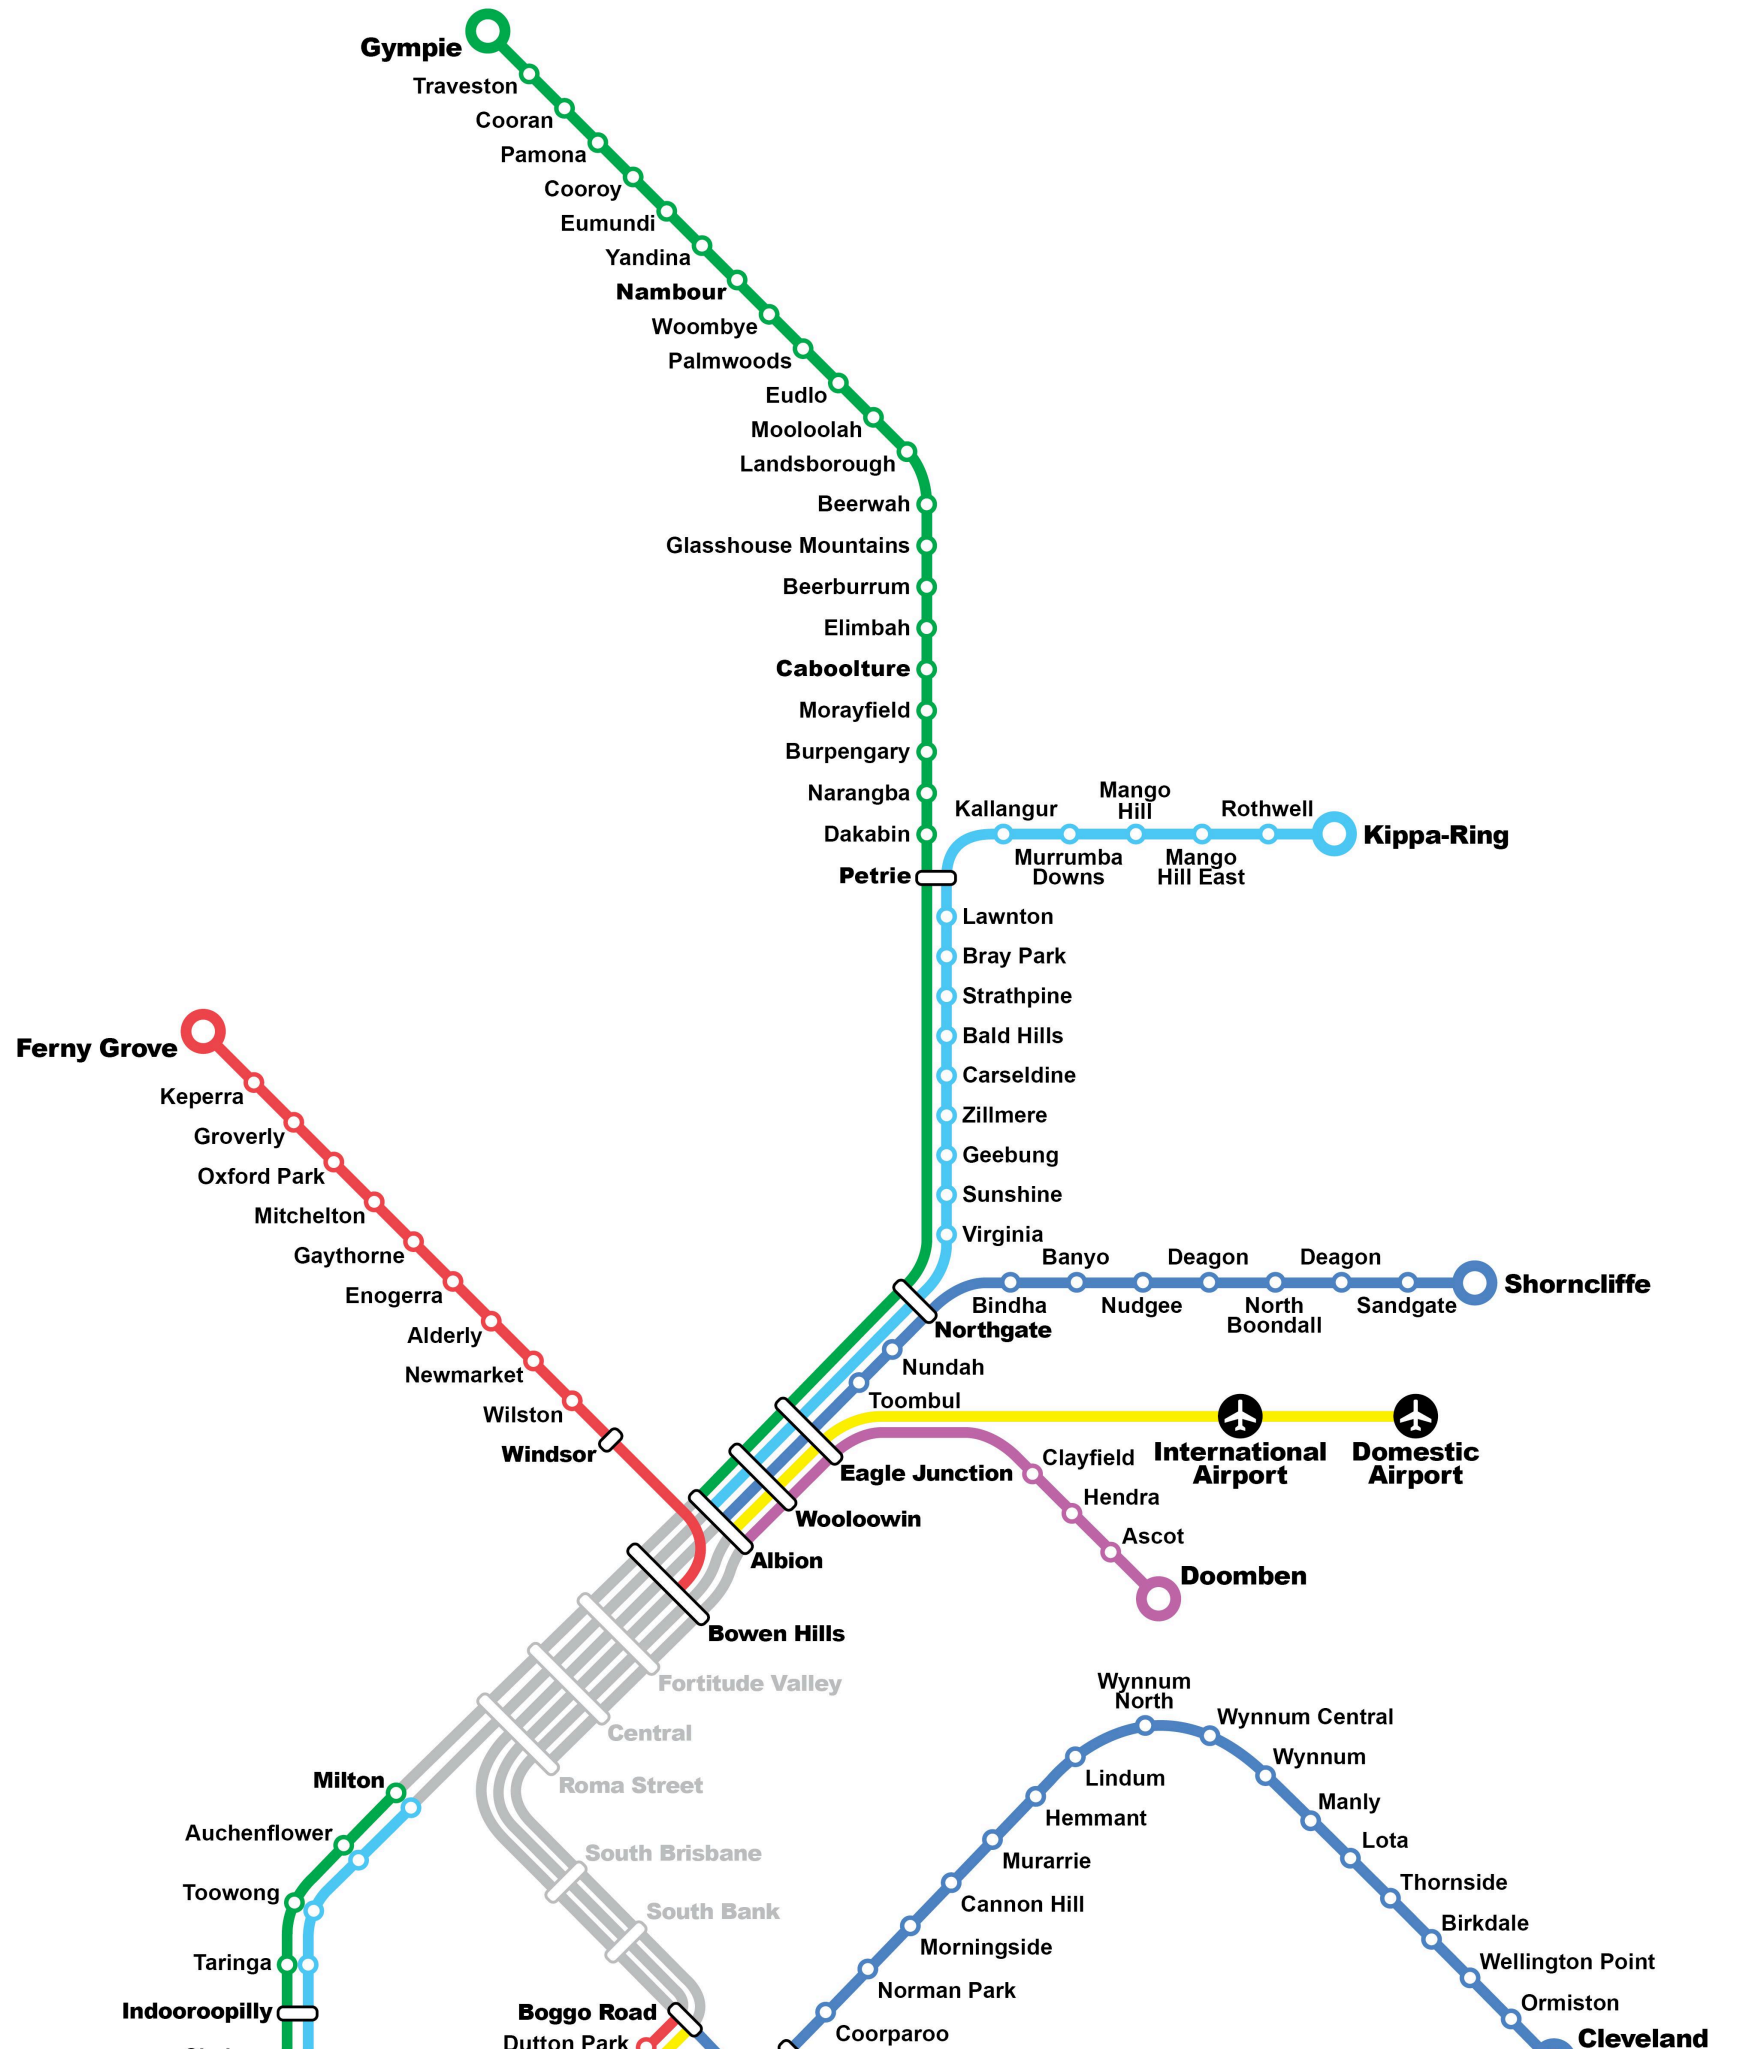 Gympie
Traveston
Cooran
Pamona
Cooroy
Eumundi
Yandina
Nambour
Woombye
Palmwoods
Eudlo
Mooloolah
Landsborough
Beerwah
Glasshouse Mountains
Beerburrum
Elimbah
Caboolture
Morayfield
Burpengary
Narangba
Dakabin
Petrie
Kallangur
Murrumba
Downs
Mango
Hill
Mango
Hill East
Rothwell
Kippa-Ring
Lawnton
Bray Park
Strathpine
Bald Hills
Carseldine
Zillmere
Geebung
Sunshine
Virginia
Northgate
Bindha
Banyo
Nudgee
Deagon
North
Boondall
Deagon
Sandgate
Shorncliffe
Nundah
Toombul
Eagle Junction
International
Airport
Domestic
Airport
Clayfield
Hendra
Ascot
Doomben
Wooloowin
Albion
Ferny Grove
Keperra
Groverly
Oxford Park
Mitchelton
Gaythorne
Enogerra
Alderly
Newmarket
Wilston
Windsor
Bowen Hills
Fortitude Valley
Central
Roma Street
Milton
Auchenflower
Toowong
Taringa
Indooroopilly
South Brisbane
South Bank
Boggo Road
Dutton Park
Wynnum
North
Wynnum Central
Wynnum
Manly
Lota
Thornside
Birkdale
Wellington Point
Ormiston
Cleveland
Lindum
Hemmant
Murarrie
Cannon Hill
Morningside
Norman Park
Coorparoo